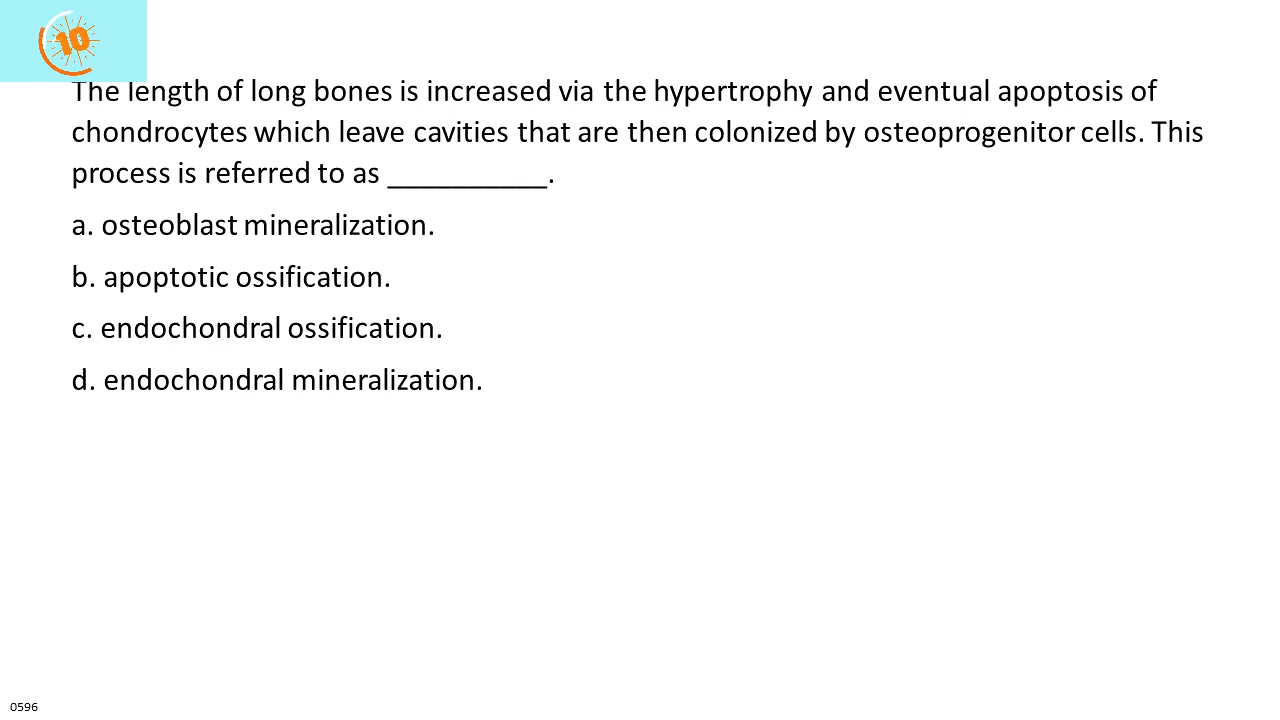 10
The length of long bones is increased via the hypertrophy and eventual apoptosis of
chondrocytes which leave cavities that are then colonized by osteoprogenitor cells. This
process is referred to as __________.
a. osteoblast mineralization.
b. apoptotic ossification.
c. endochondral ossification.
d. endochondral mineralization.
0596